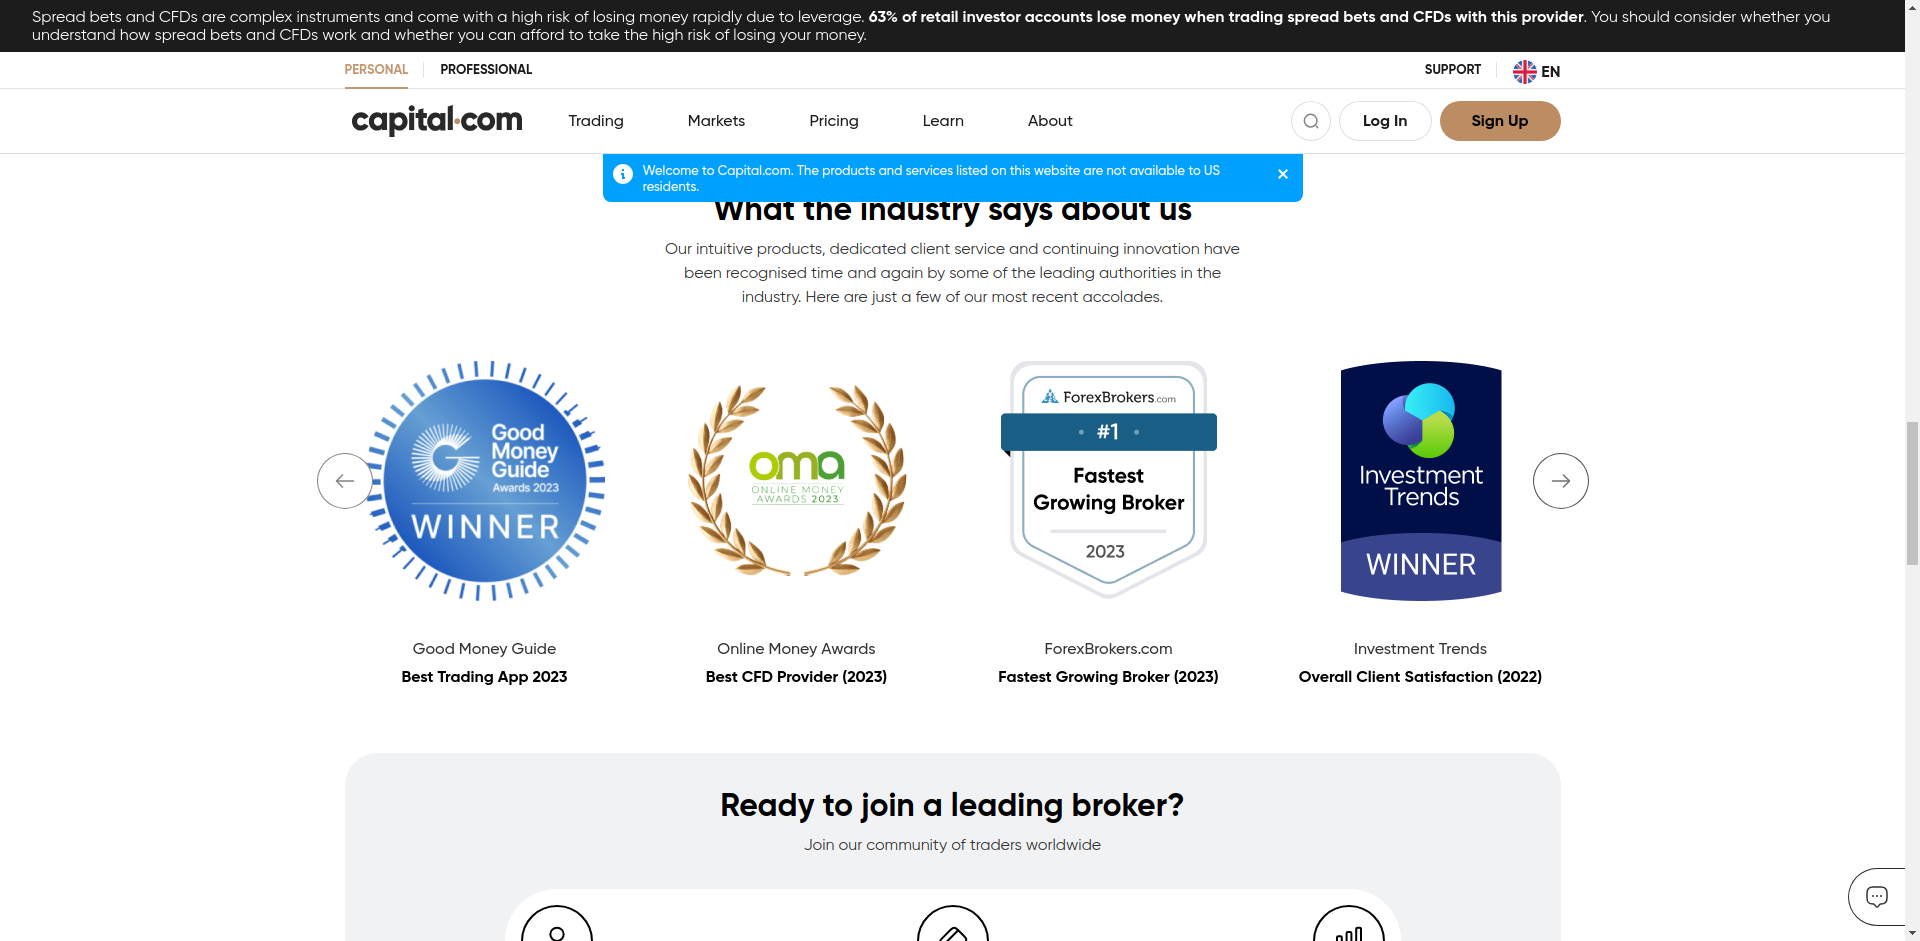 Spread bets and CFDs are complex instruments and come with a high risk of losing money rapidly due to leverage. 63% of retail investor accounts lose money when trading spread bets and CFDs with this provider. You should consider whether you
understand how spread bets and CFDs work and whether you can afford to take the high risk of losing your money.
PERSONAL PROFESSIONAL SUPPORT EN
capital.com Trading Markets Pricing Learn About Log In Sign Up
Welcome to Capital.com. The products and services listed on this website are not available to US
residents.
What the industry says about us
Our intuitive products, dedicated client service and continuing innovation have
been recognised time and again by some of the leading authorities in the
industry. Here are just a few of our most recent accolades.
Good
Money
Guide
Awards 2023
WINNER
oma
ONLINE MONEY
AWARDS 2023
ForexBrokers.com
#1
Fastest
Growing Broker
2023
Investment
Trends
WINNER
Good Money Guide
Best Trading App 2023
Online Money Awards
Best CFD Provider (2023)
ForexBrokers.com
Fastest Growing Broker (2023)
Investment Trends
Overall Client Satisfaction (2022)
Ready to join a leading broker?
Join our community of traders worldwide